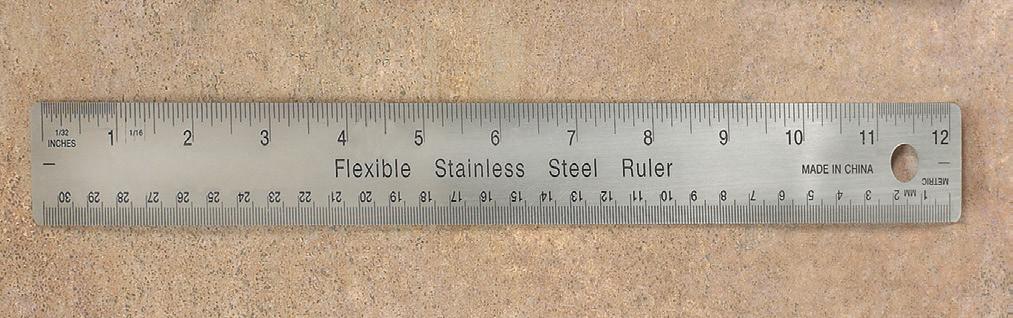 1/32 1 1/16 2 3 4 5 6 7 8 9 10 11 12
INCHES
Flexible Stainless Steel Ruler MADE IN CHINA
METRIC
30 29 28 27 26 25 24 23 22 21 20 19 18 17 16 15 14 13 12 11 10 9 8 7 6 5 4 3 2 MM 1